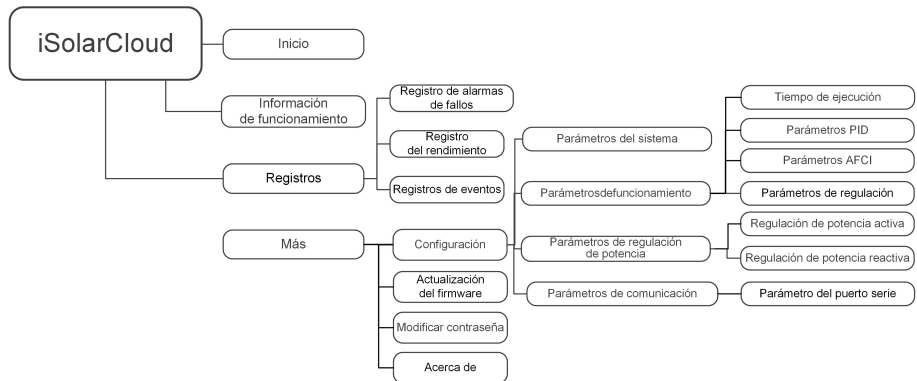 iSolarCloud
Inicio
Información
de funcionamiento
Registros
Registro de alarmas
de fallos
Registro
del rendimiento
Registros de eventos
Más
Configuración
Actualización
del firmware
Modificar contraseña
Acerca de
Parámetros del sistema
Parámetrosdefuncionamiento
Parámetros de regulación
de potencia
Parámetros de comunicación
Tiempo de ejecución
Parámetros PID
Parámetros AFCI
Parámetros de regulación
Regulación de potencia activa
Regulación de potencia reactiva
Parámetro del puerto serie